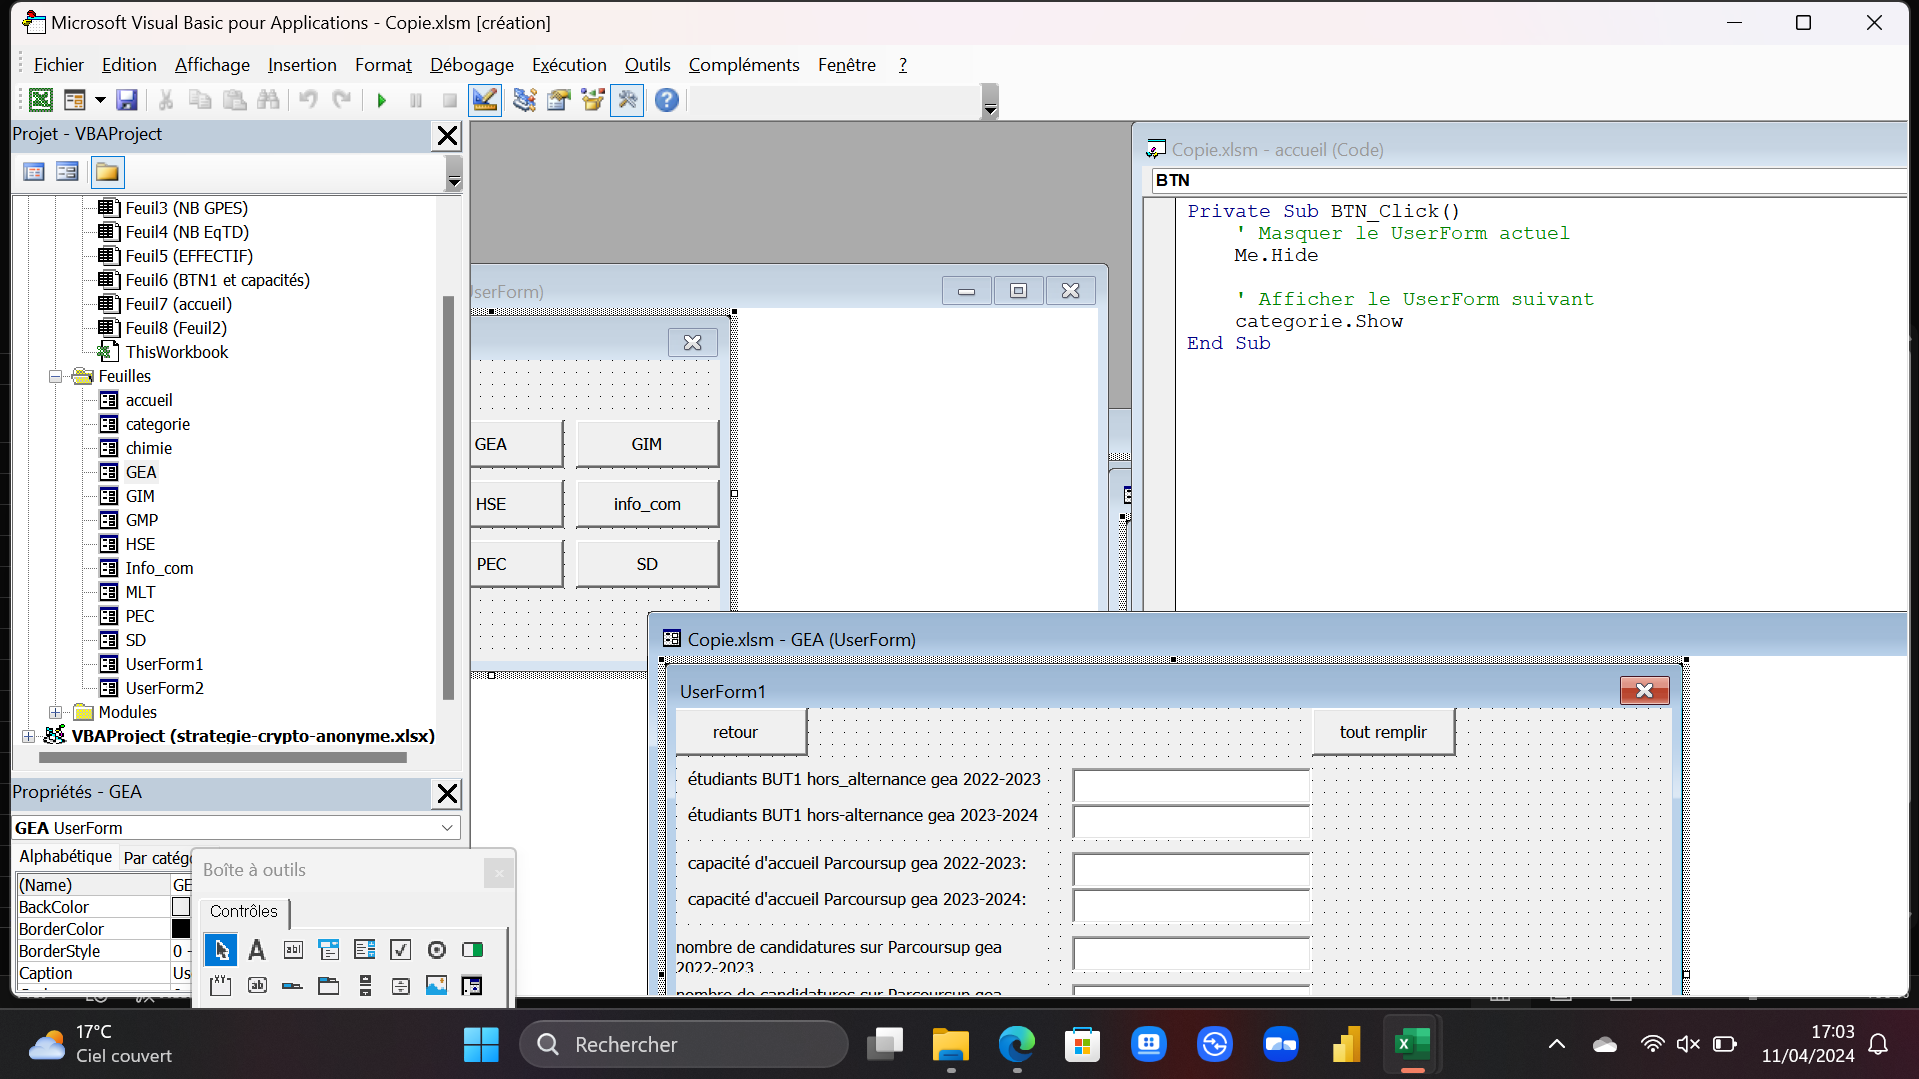 Microsoft Visual Basic pour Applications - Copie.xlsm [création]
Fichier Edition Affichage Insertion Format Débogage Exécution Outils Compléments Fenêtre ?
Projet - VBAProject
Feuil3 (NB GPES)
Feuil4 (NB EqTD)
Feuil5 (EFFECTIF)
Feuil6 (BTN1 et capacités)
Feuil7 (accueil)
Feuil8 (Feuil2)
ThisWorkbook
Feuilles
accueil
categorie
chimie
GEA
GIM
GMP
HSE
Info_com
MLT
PEC
SD
UserForm1
UserForm2
Modules
VBAProject (strategie-crypto-anonyme.xlsx)
Propriétés - GEA
GEA UserForm
Alphabétique Par catég
(Name) GE
BackColor
BorderColor
BorderStyle 0 -
Caption Us
Boîte à outils
Contrôles
UserForm)
GEA GIM
HSE info_com
PEC SD
Copie.xlsm - accueil (Code)
BTN
Private Sub BTN_Click()
' Masquer le UserForm actuel
Me.Hide
' Afficher le UserForm suivant
categorie.Show
End Sub
Copie.xlsm - GEA (UserForm)
UserForm1
retour tout remplir
étudiants BUT1 hors_alternance gea 2022-2023
étudiants BUT1 hors-alternance gea 2023-2024
capacité d'accueil Parcoursup gea 2022-2023:
capacité d'accueil Parcoursup gea 2023-2024:
nombre de candidatures sur Parcoursup gea
2022-2023
nombre de candidatures sur Parcoursup gea
17°C
Ciel couvert
Rechercher
17:03
11/04/2024